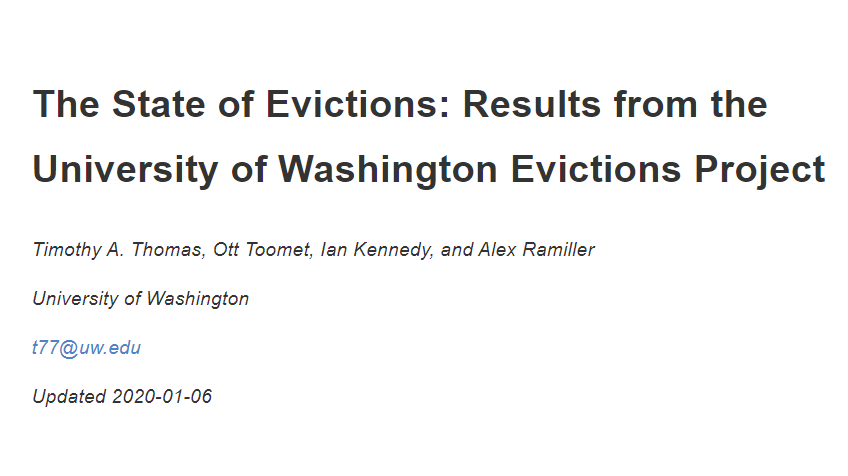 The State of Evictions: Results from the
University of Washington Evictions Project
Timothy A. Thomas, Ott Toomet, Ian Kennedy, and Alex Ramiller
University of Washington
t77@uw.edu
Updated 2020-01-06